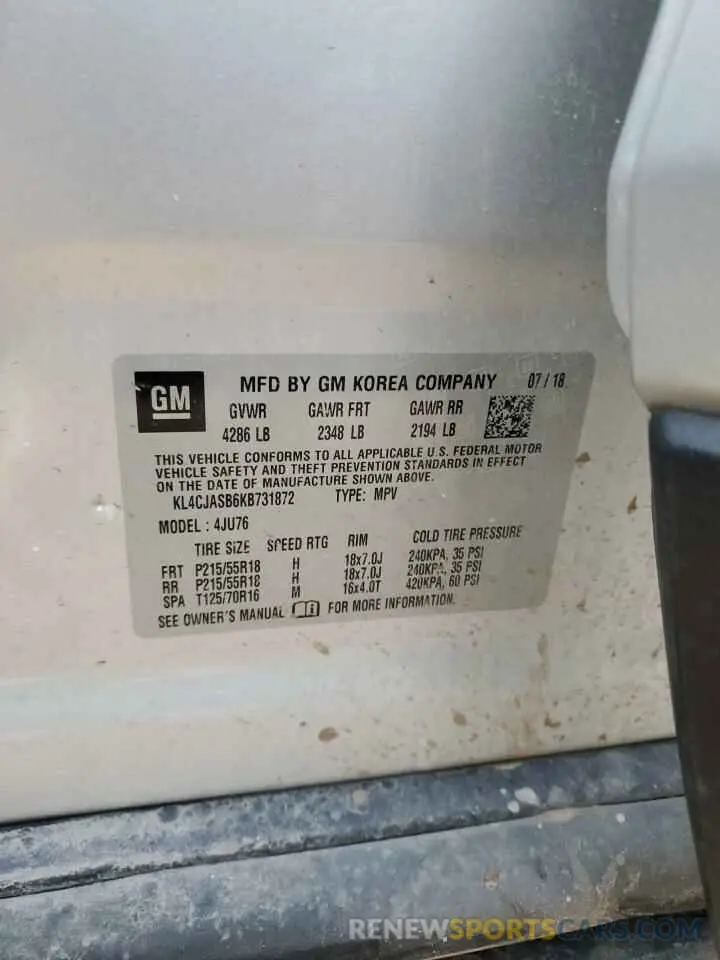 GM
MFD BY GM KOREA COMPANY 07/18
GVWR GAWR FRT GAWR RR
4286 LB 2348 LB 2194 LB
THIS VEHICLE CONFORMS TO ALL APPLICABLE U.S. FEDERAL MOTOR
VEHICLE SAFETY AND THEFT PREVENTION STANDARDS IN EFFECT
ON THE DATE OF MANUFACTURE SHOWN ABOVE.
KL4CJASB6KB731872 TYPE: MPV
MODEL : 4JU76
TIRE SIZE SPEED RTG RIM COLD TIRE PRESSURE
FRT P215/55R18 H 18x7.0J 240KPA, 35 PSI
RR P215/55R18 H 18x7.0J 240KPA, 35 PSI
SPA T125/70R16 M 16x4.0T 420KPA, 60 PSI
SEE OWNER'S MANUAL FOR MORE INFORMATION.
RENEWSPORTSCARS.COM